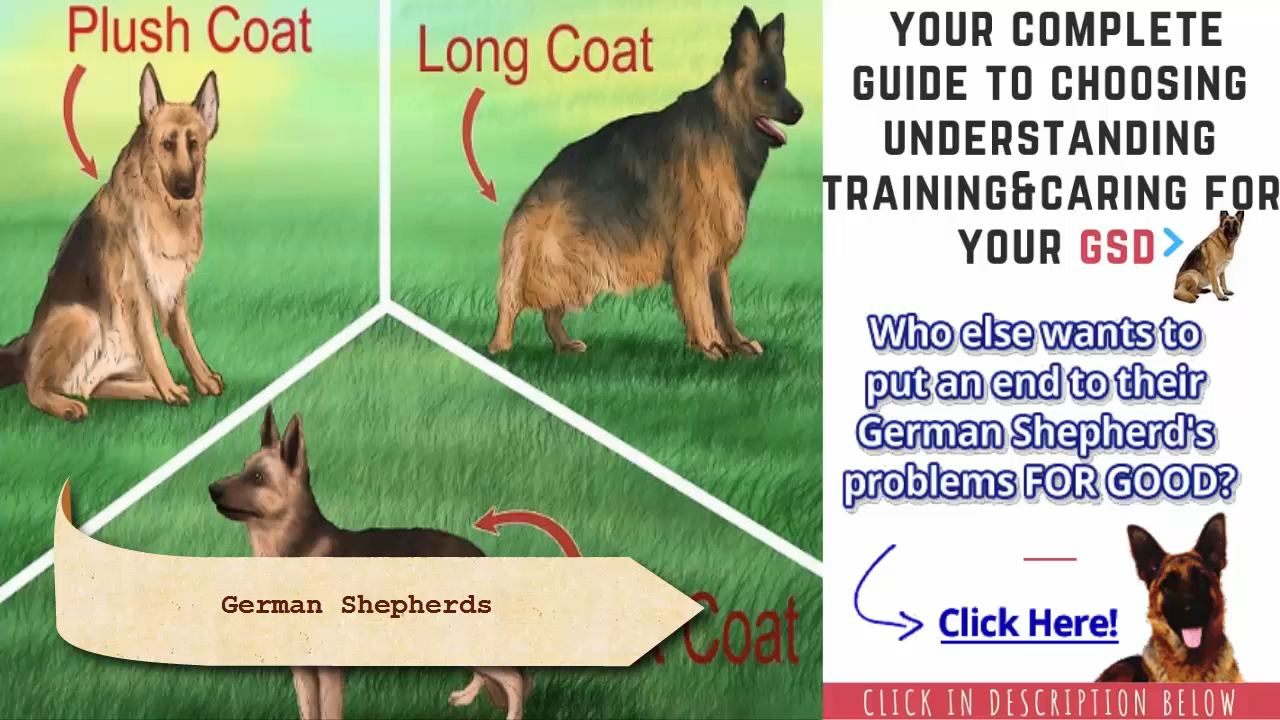 Plush Coat
Long Coat
German Shepherds
Coat
YOUR COMPLETE
GUIDE TO CHOOSING
UNDERSTANDING
TRAINING&CARING FOR
YOUR GSD>
Who else wants to
put an end to their
German Shepherd's
problems FOR GOOD?
Click Here!
CLICK IN DESCRIPTION BELOW